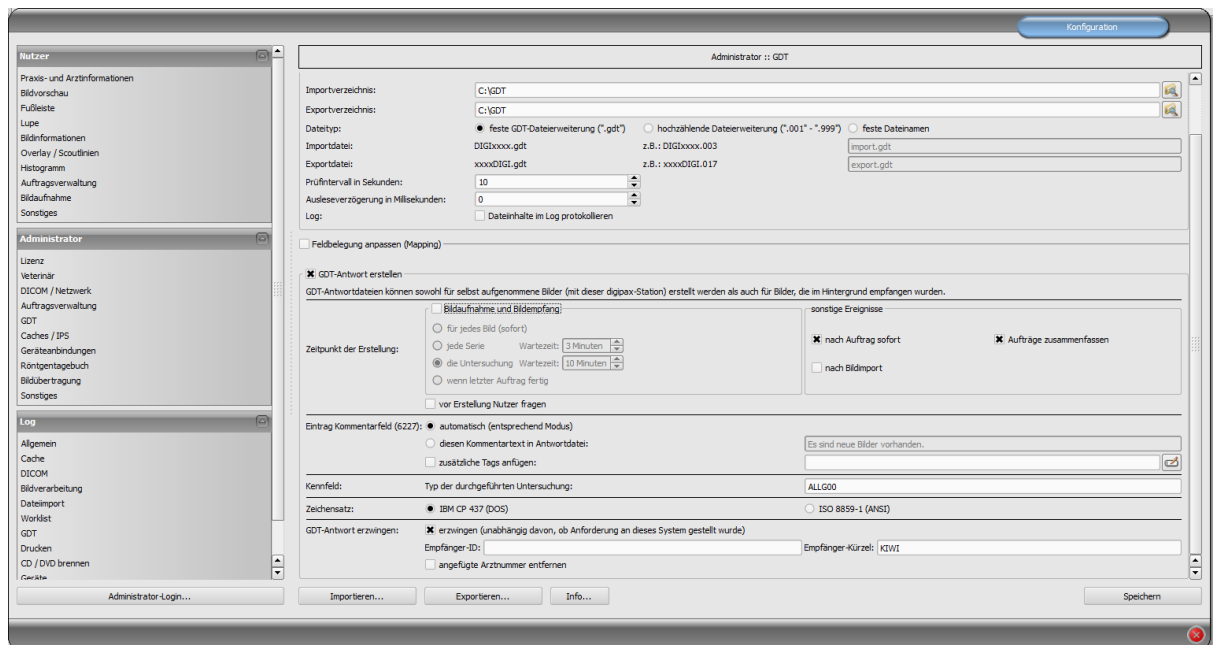 Konfiguration
Nutzer
Praxis- und Arztinformationen
Bildvorschau
Fußleiste
Lupe
Bildinformationen
Overlay / Scoutlinien
Histogramm
Auftragsverwaltung
Bildaufnahme
Sonstiges
Administrator
Lizenz
Veterinär
DICOM / Netzwerk
Auftragsverwaltung
GDT
Caches / IPS
Geräteanbindungen
Röntgentagebuch
Bildübertragung
Sonstiges
Log
Allgemein
Cache
DICOM
Bildverarbeitung
Dateiimport
Worklist
GDT
Drucken
CD / DVD brennen
Geräte
Administrator-Login...
Administrator :: GDT
Importverzeichnis: C:\GDT
Exportverzeichnis: C:\GDT
Dateityp: feste GDT-Dateierweiterung (".gdt") hochzählende Dateierweiterung (".001" - ".999") feste Dateinamen
Importdatei: DIGIxxxx.gdt z.B.: DIGIxxxx.003 import.gdt
Exportdatei: xxxxDIGI.gdt z.B.: xxxxDIGI.017 export.gdt
Prüfintervall in Sekunden: 10
Ausleseverzögerung in Millisekunden: 0
Log: Dateiinhalte im Log protokollieren
Feldbelegung anpassen (Mapping)
GDT-Antwort erstellen
GDT-Antwortdateien können sowohl für selbst aufgenommene Bilder (mit dieser digipax-Station) erstellt werden als auch für Bilder, die im Hintergrund empfangen wurden.
Zeitpunkt der Erstellung:
Bildaufnahme und Bildempfang
für jedes Bild (sofort)
jede Serie Wartezeit: 3 Minuten
die Untersuchung Wartezeit: 10 Minuten
wenn letzter Auftrag fertig
sonstige Ereignisse
nach Auftrag sofort Aufträge zusammenfassen
nach Bildimport
vor Erstellung Nutzer fragen
Eintrag Kommentarfeld (6227): automatisch (entsprechend Modus)
diesen Kommentartext in Antwortdatei: Es sind neue Bilder vorhanden.
zusätzliche Tags anfügen:
Kennfeld: Typ der durchgeführten Untersuchung: ALLG00
Zeichensatz: IBM CP 437 (DOS) ISO 8859-1 (ANSI)
GDT-Antwort erzwingen: erzwingen (unabhängig davon, ob Anforderung an dieses System gestellt wurde)
Empfänger-ID: Empfänger-Kürzel: KIWI
angefügte Arztnummer entfernen
Importieren... Exportieren... Info... Speichern